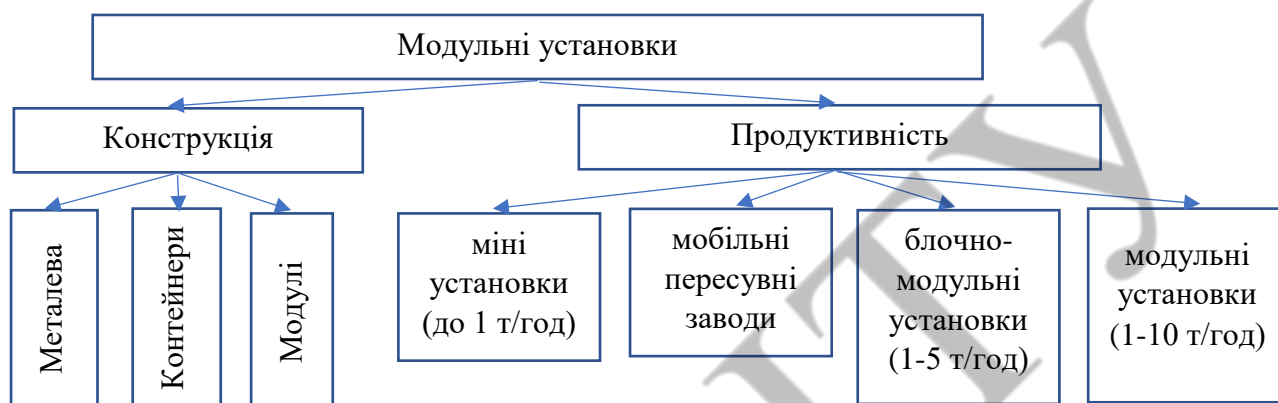 Модульні установки
Конструкція
Продуктивність
Металева
Контейнери
Модулі
міні
установки
(до 1 т/год)
мобільні
пересувні
заводи
блочно-
модульні
установки
(1-5 т/год)
модульні
установки
(1-10 т/год)